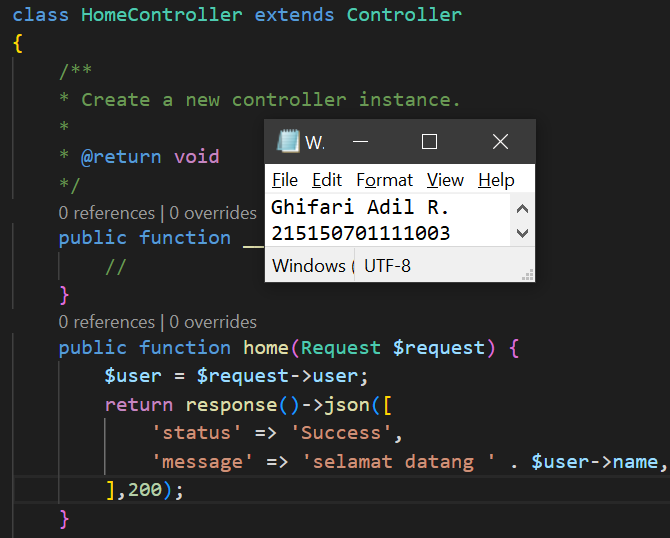 class HomeController extends Controller
{
/**
* Create a new controller instance.
*
* @return void
*/
0 references | 0 overrides
public function __
//
}
0 references | 0 overrides
public function home(Request $request) {
$user = $request->user;
return response()->json([
'status' => 'Success',
'message' => 'selamat datang ' . $user->name,
],200);
}
W.
File Edit Format View Help
Ghifari Adil R.
215150701111003
Windows ( UTF-8